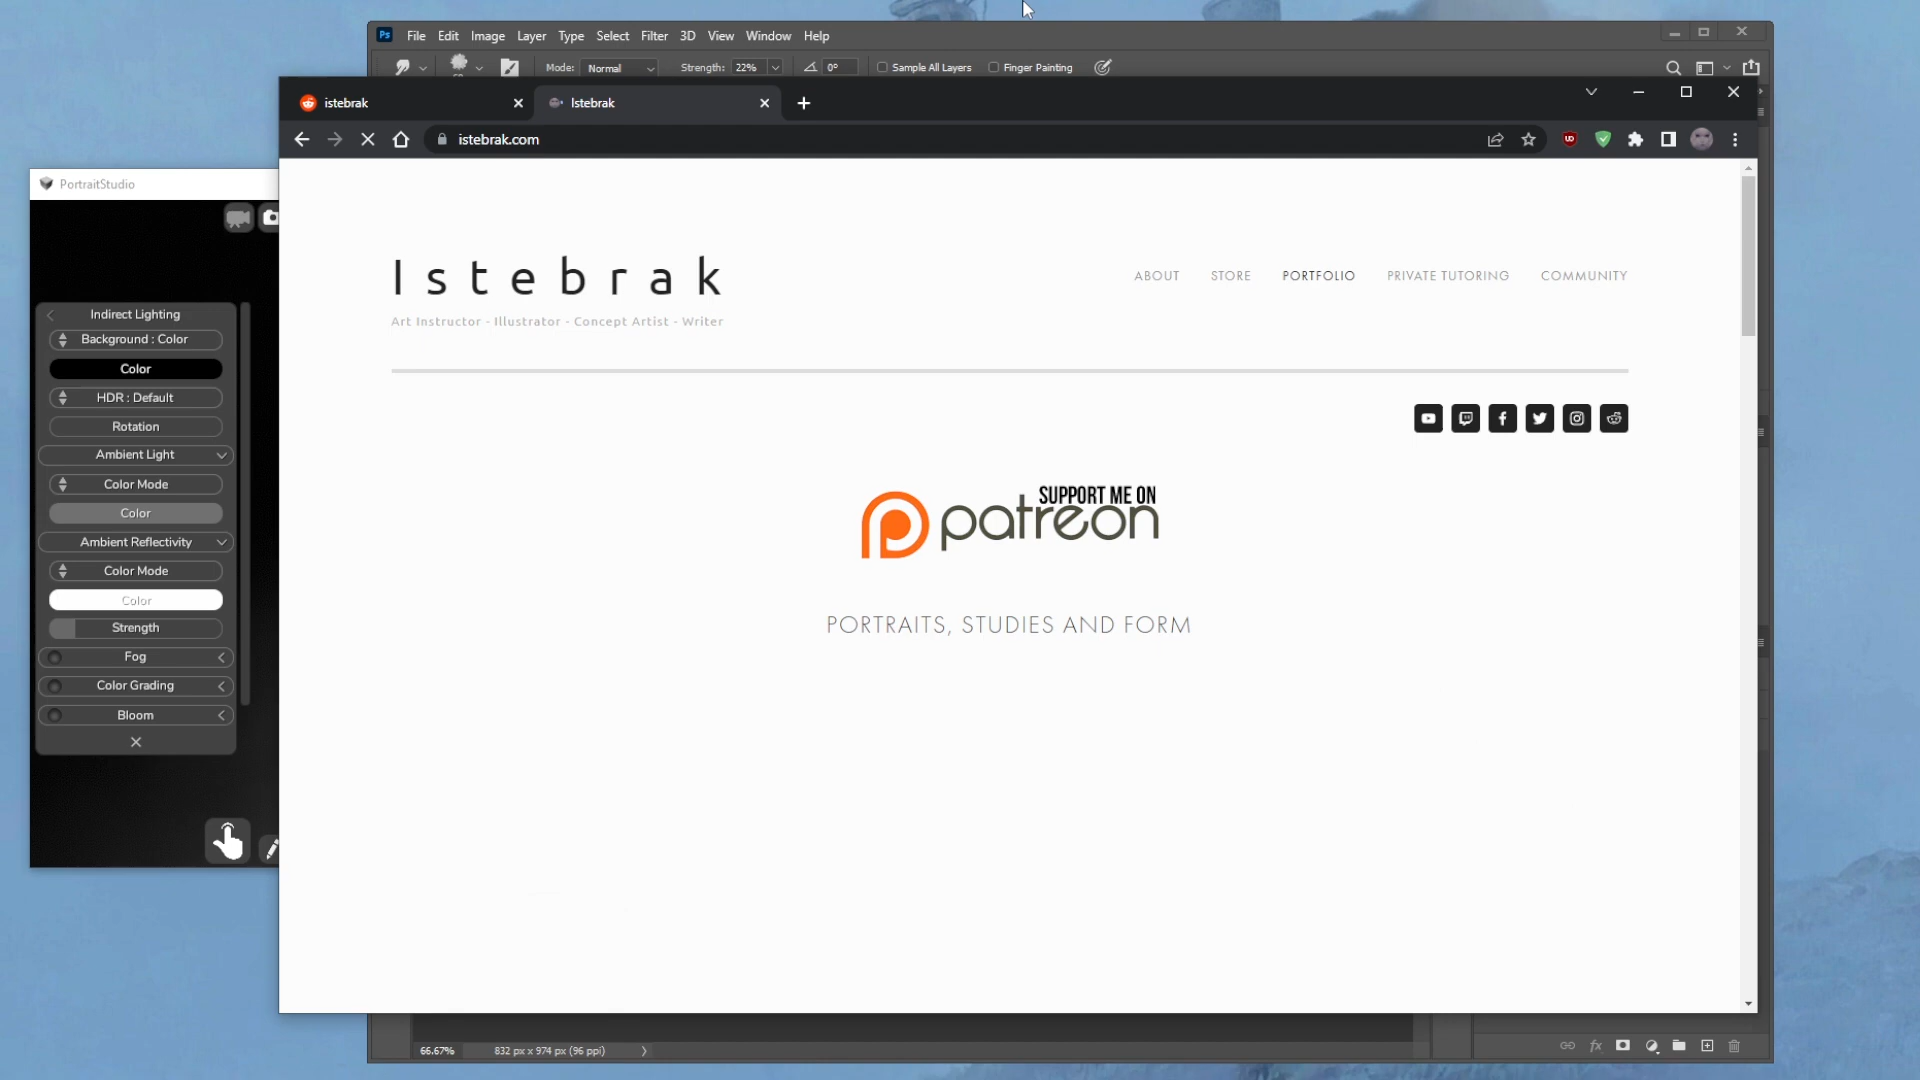 Ps File Edit Image Layer Type Select Filter 3D View Window Help
Mode: Normal Strength: 22% 0° Sample All Layers Finger Painting
istebrak
Istebrak
istebrak.com
PortraitStudio
Indirect Lighting
Background : Color
Color
HDR : Default
Rotation
Ambient Light
Color Mode
Color
Ambient Reflectivity
Color Mode
Color
Strength
Fog
Color Grading
Bloom
Istebrak
Art Instructor - Illustrator - Concept Artist - Writer
ABOUT STORE PORTFOLIO PRIVATE TUTORING COMMUNITY
SUPPORT ME ON
patreon
PORTRAITS, STUDIES AND FORM
66.67% 832 px x 974 px (96 ppi)
fx